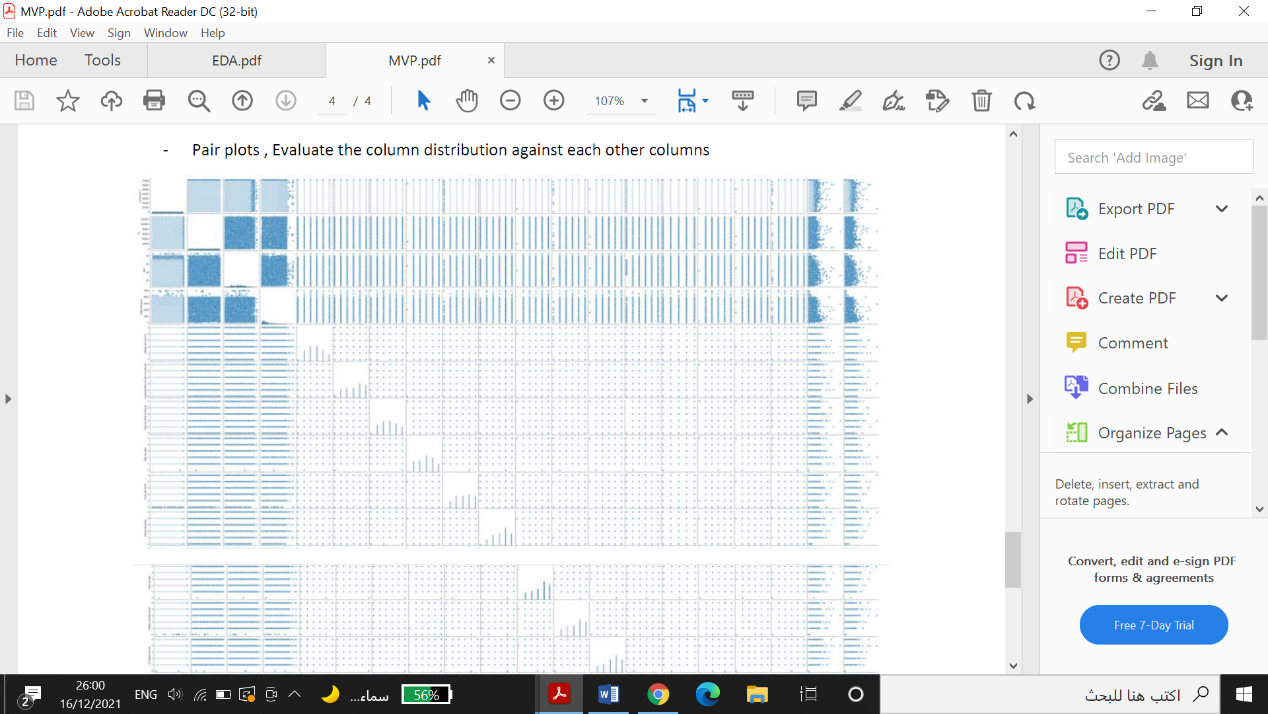 MVP.pdf - Adobe Acrobat Reader DC (32-bit)
File Edit View Sign Window Help
Home Tools EDA.pdf MVP.pdf × ? Sign In
4 / 4 107%
- Pair plots , Evaluate the column distribution against each other columns
Search 'Add Image'
Export PDF
Edit PDF
Create PDF
Comment
Combine Files
Organize Pages
Delete, insert, extract and
rotate pages.
Convert, edit and e-sign PDF
forms & agreements
Free 7-Day Trial
2 26:00 ENG سماء... 56% اكتب هنا للبحث
16/12/2021